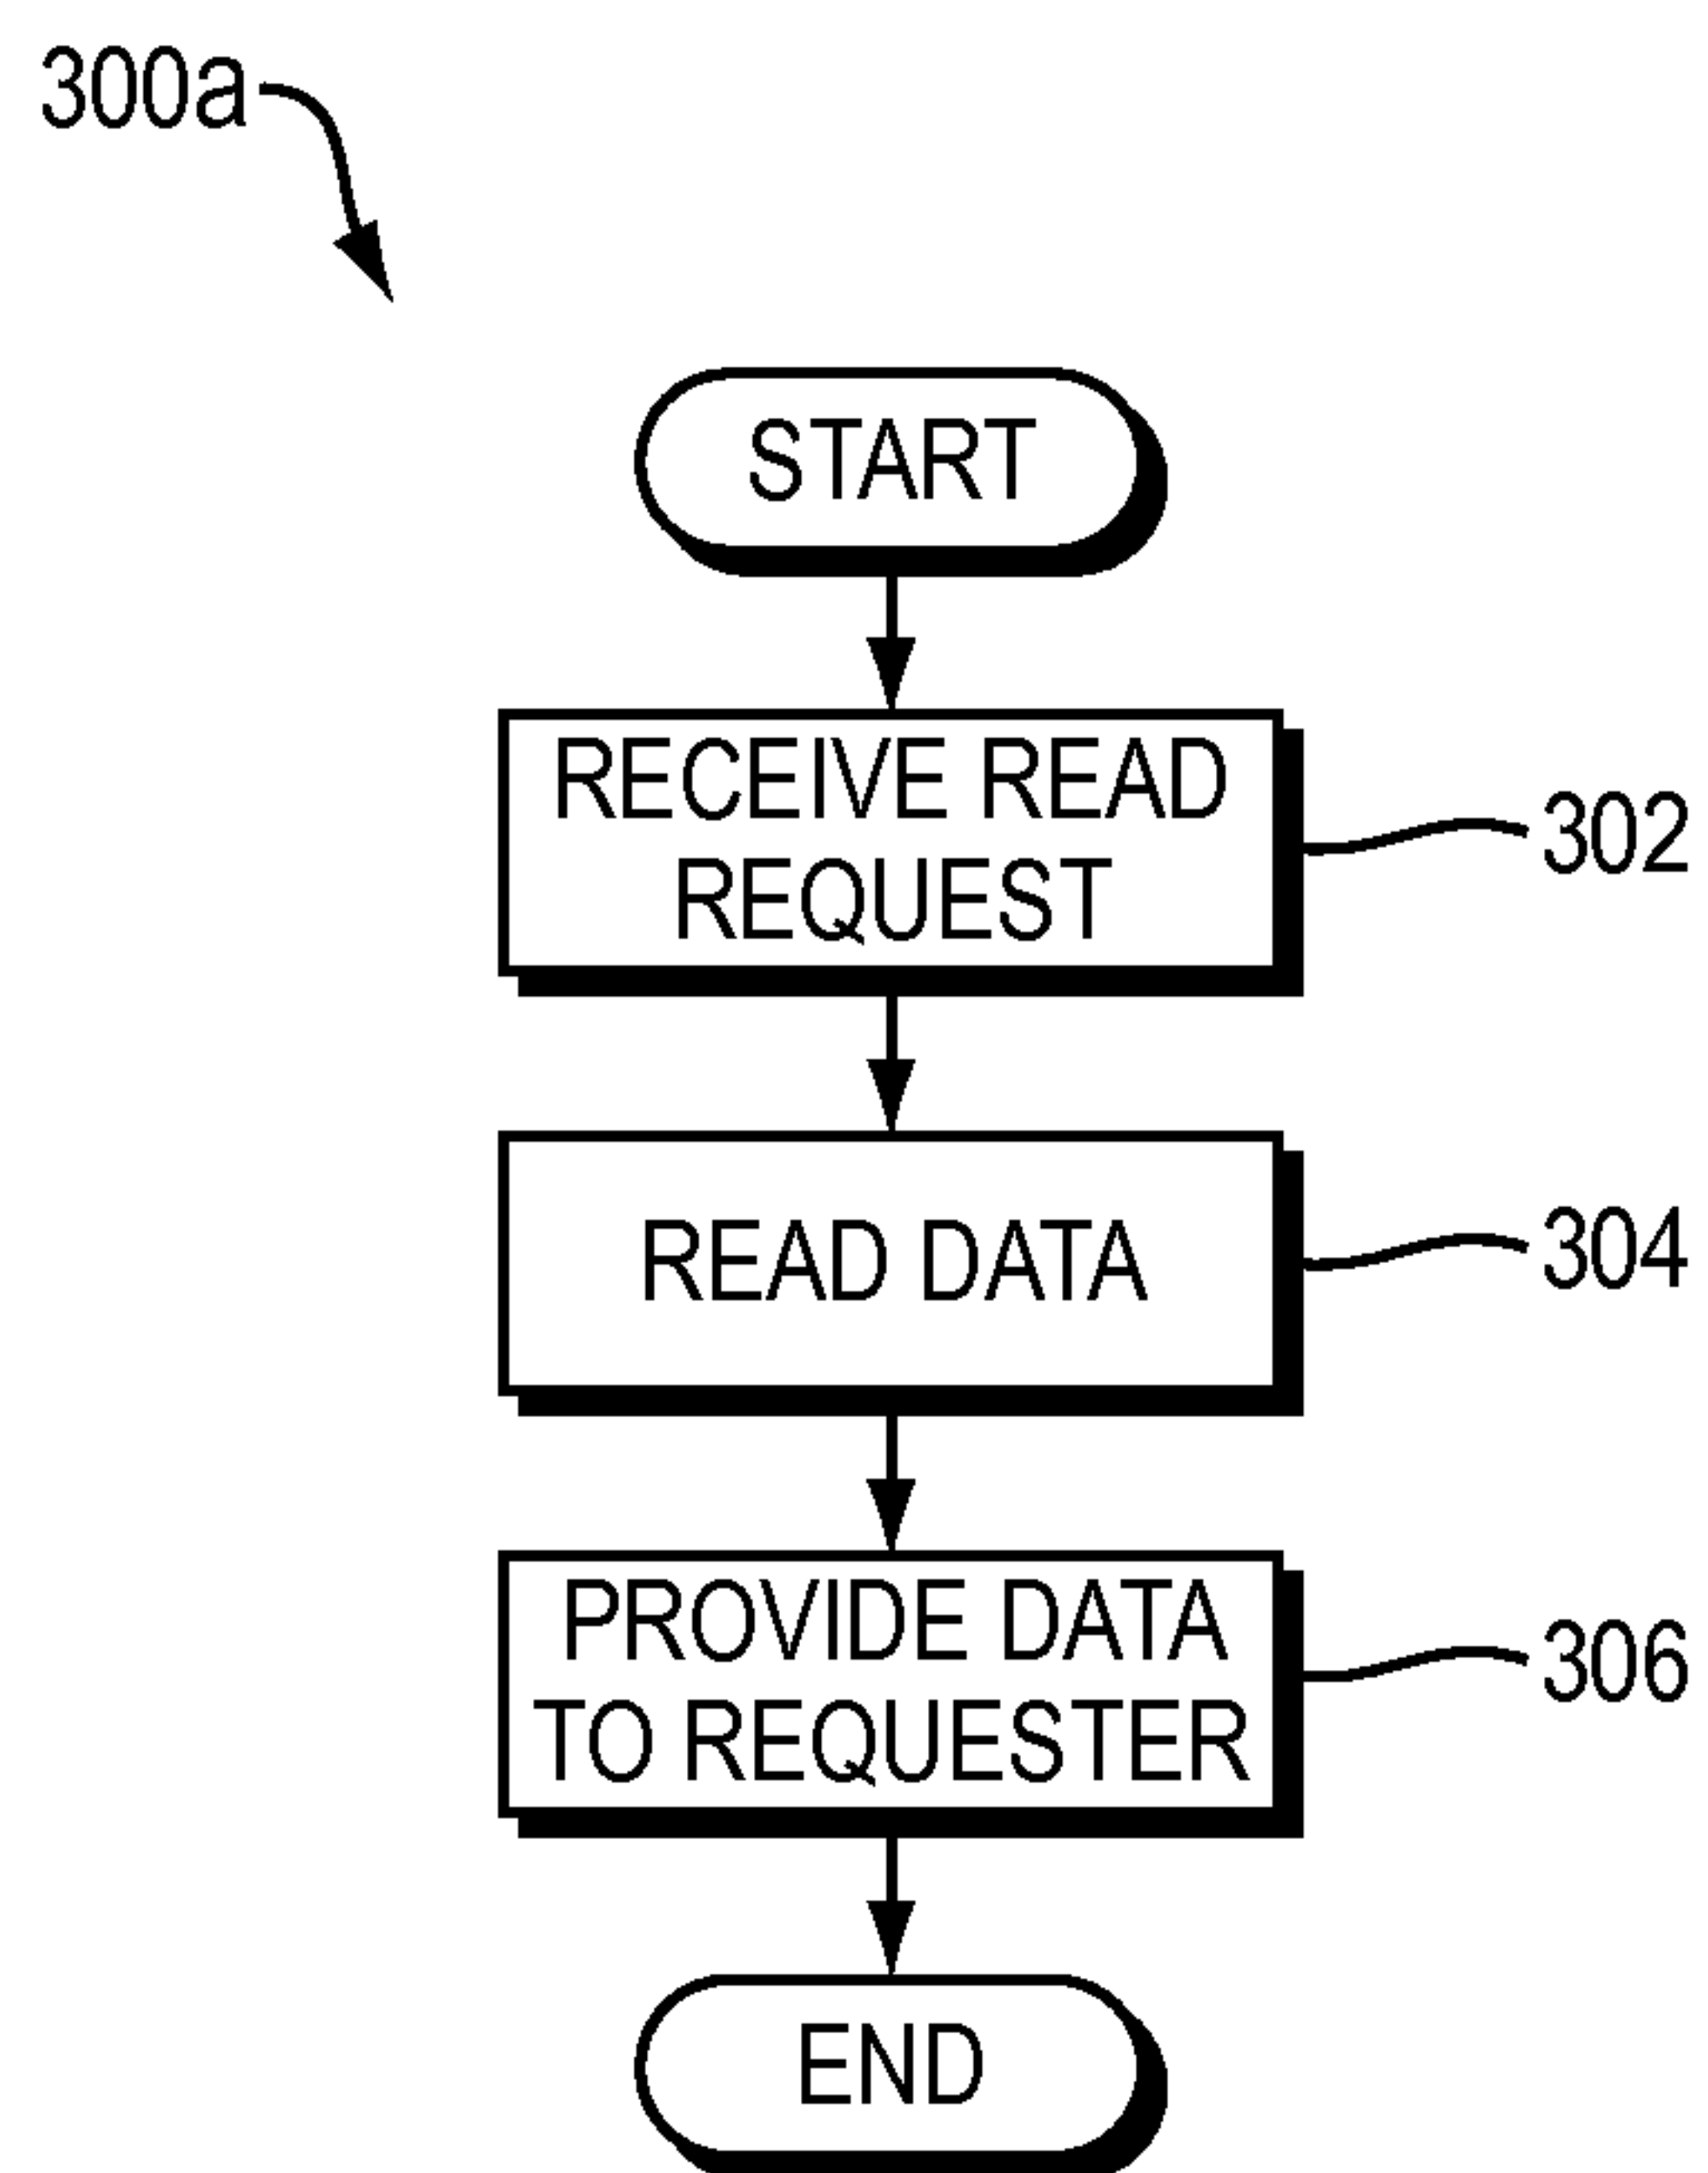 300a
START
RECEIVE READ
REQUEST
302
READ DATA
304
PROVIDE DATA
TO REQUESTER
306
END